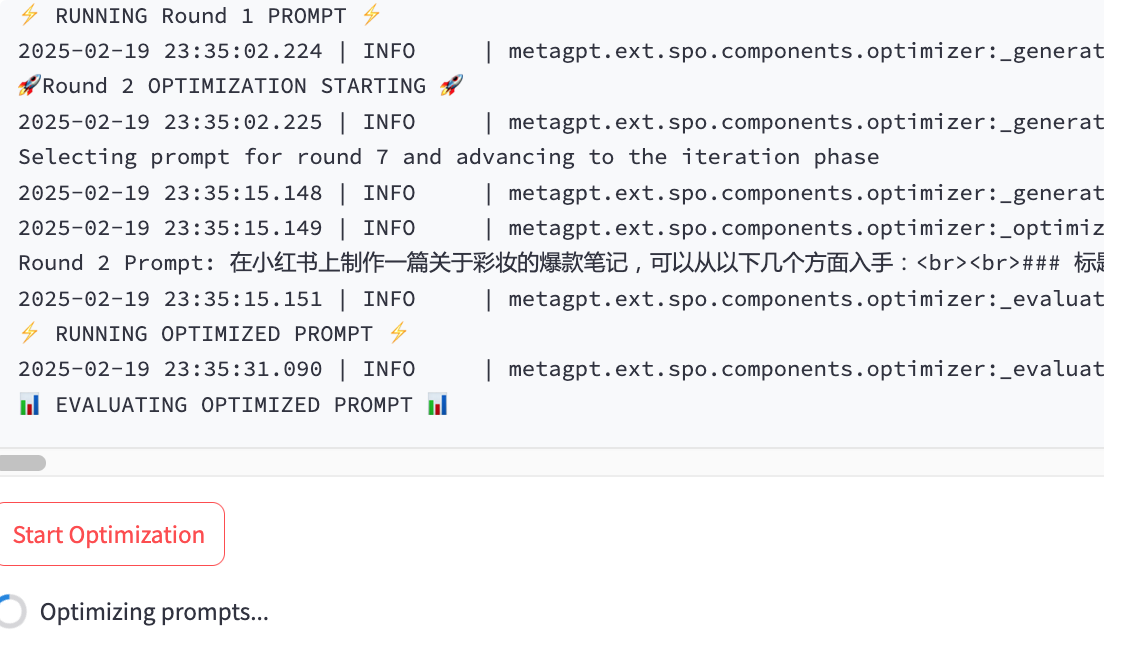 ⚡ RUNNING Round 1 PROMPT ⚡
2025-02-19 23:35:02.224 | INFO     | metagpt.ext.spo.components.optimizer:_generat
🚀Round 2 OPTIMIZATION STARTING 🚀
2025-02-19 23:35:02.225 | INFO     | metagpt.ext.spo.components.optimizer:_generat
Selecting prompt for round 7 and advancing to the iteration phase
2025-02-19 23:35:15.148 | INFO     | metagpt.ext.spo.components.optimizer:_generat
2025-02-19 23:35:15.149 | INFO     | metagpt.ext.spo.components.optimizer:_optimiz
Round 2 Prompt: 在小红书上制作一篇关于彩妆的爆款笔记，可以从以下几个方面入手：<br><br>### 标题
2025-02-19 23:35:15.151 | INFO     | metagpt.ext.spo.components.optimizer:_evaluat
⚡ RUNNING OPTIMIZED PROMPT ⚡
2025-02-19 23:35:31.090 | INFO     | metagpt.ext.spo.components.optimizer:_evaluat
📊 EVALUATING OPTIMIZED PROMPT 📊
Start Optimization
Optimizing prompts...